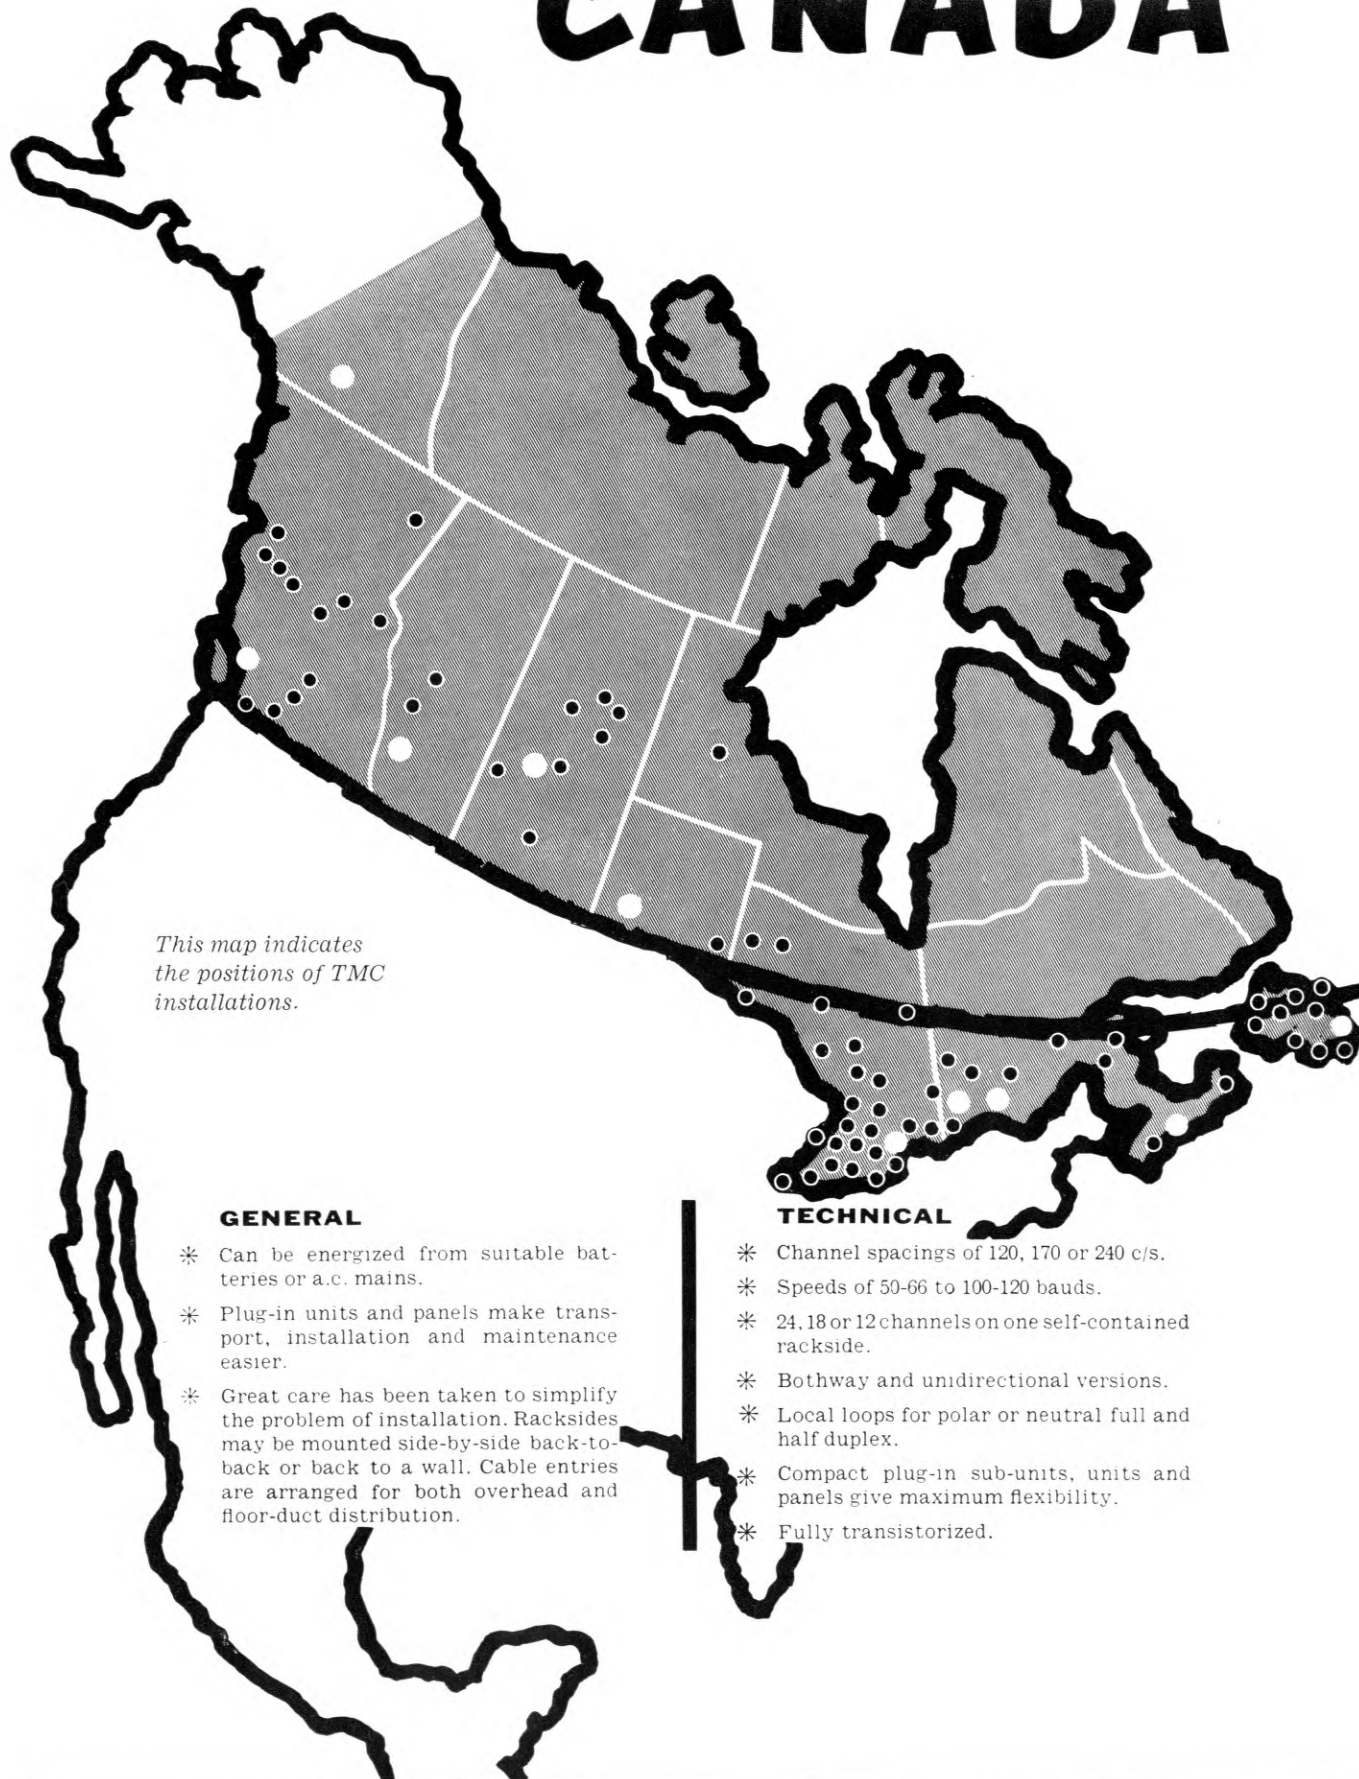 CANADA
This map indicates
the positions of TMC
installations.
GENERAL
✳ Can be energized from suitable bat-
teries or a.c. mains.
✳ Plug-in units and panels make trans-
port, installation and maintenance
easier.
✳ Great care has been taken to simplify
the problem of installation. Racksides
may be mounted side-by-side back-to-
back or back to a wall. Cable entries
are arranged for both overhead and
floor-duct distribution.
TECHNICAL
✳ Channel spacings of 120, 170 or 240 c/s.
✳ Speeds of 50-66 to 100-120 bauds.
✳ 24, 18 or 12 channels on one self-contained
rackside.
✳ Bothway and unidirectional versions.
✳ Local loops for polar or neutral full and
half duplex.
✳ Compact plug-in sub-units, units and
panels give maximum flexibility.
✳ Fully transistorized.